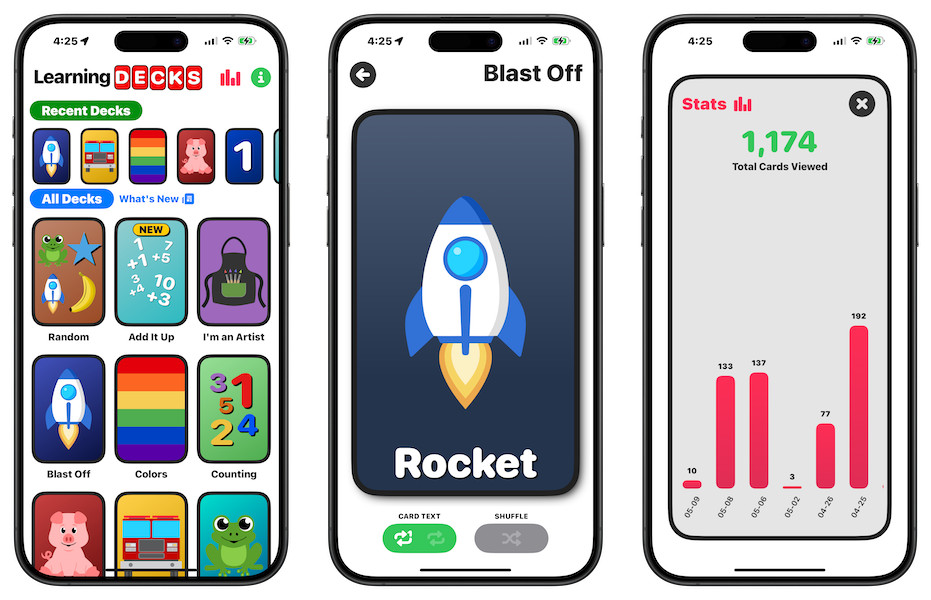 4:25
Learning DECKS
Recent Decks
1
All Decks
What's New
NEW
1 7
+1 +5
3 10
+4 +3
Random
Add It Up
I'm an Artist
3 1
5
2 4
Blast Off
Colors
Counting
4:25
Blast Off
Rocket
CARD TEXT
SHUFFLE
4:25
Stats
1,174
Total Cards Viewed
192
133
137
77
10
3
05-09
05-08
05-06
05-02
04-26
04-25